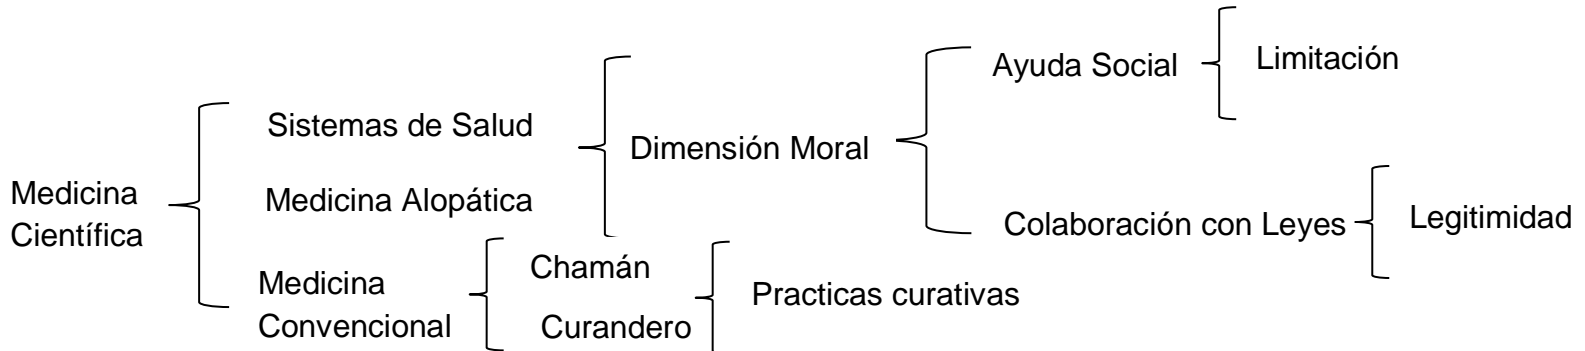 Medicina
Científica
Sistemas de Salud
Medicina Alopática
Medicina
Convencional
Dimensión Moral
Chamán
Curandero
Practicas curativas
Ayuda Social
Limitación
Colaboración con Leyes
Legitimidad